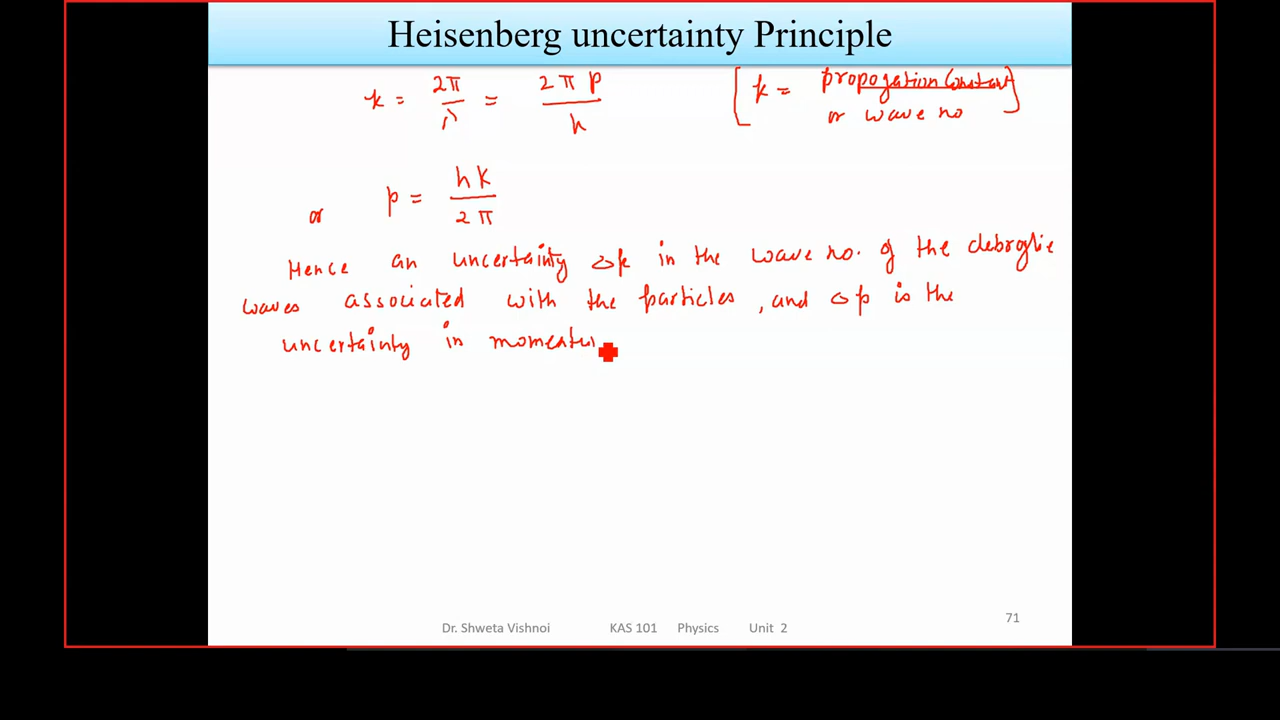 Heisenberg uncertainty Principle
k = 2π/λ = 2πp/h [k = propogation Constant
or wave no]
or p = hk/2π
Hence an uncertainty Δk in the wave no. of the debroglie
waves associated with the particles, and Δp is the
uncertainty in momentu
71
Dr. Shweta Vishnoi KAS 101 Physics Unit 2